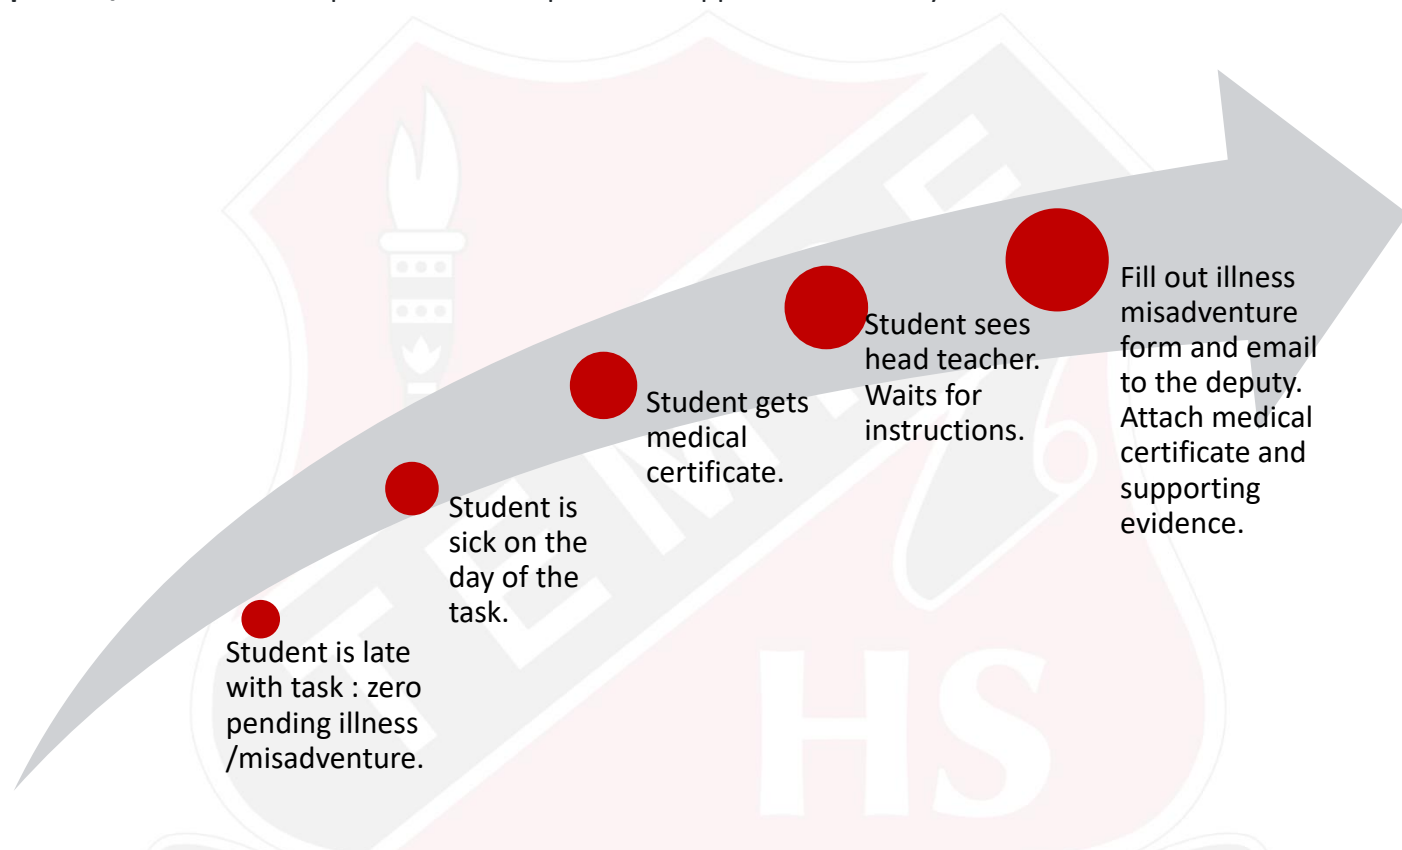 Student is late
with task : zero
pending illness
/misadventure.
Student is
sick on the
day of the
task.
Student gets
medical
certificate.
Student sees
head teacher.
Waits for
instructions.
Fill out illness
misadventure
form and email
to the deputy.
Attach medical
certificate and
supporting
evidence.
HS